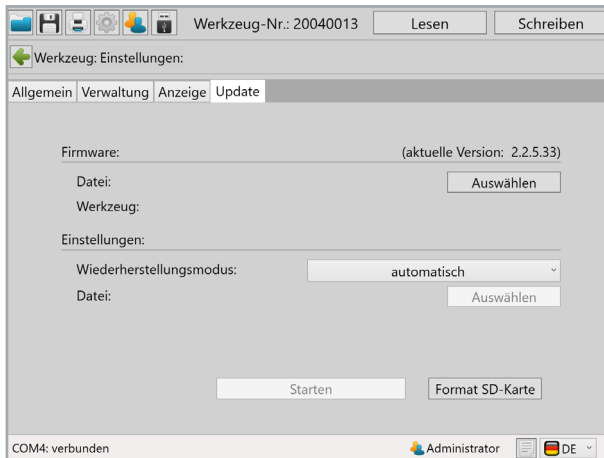 Werkzeug-Nr.: 20040013 Lesen Schreiben
Werkzeug: Einstellungen:
Allgemein Verwaltung Anzeige Update
Firmware: (aktuelle Version: 2.2.5.33)
Datei: Auswählen
Werkzeug:
Einstellungen:
Wiederherstellungsmodus: automatisch
Datei: Auswählen
Starten Format SD-Karte
COM4: verbunden Administrator DE